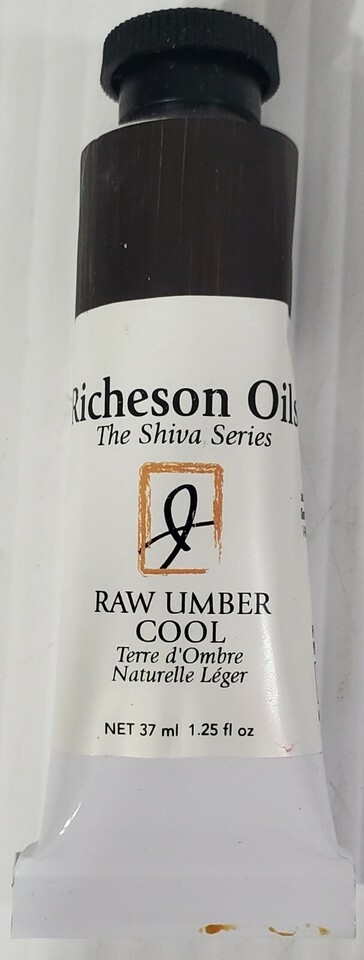 Richeson Oils
The Shiva Series
RAW UMBER
COOL
Terre d'Ombre
Naturelle Léger
NET 37 ml 1.25 fl oz